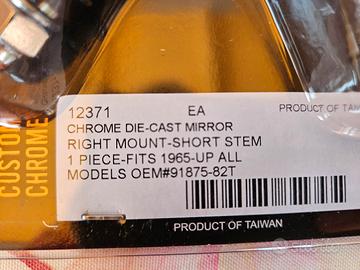 12371 EA PRODUCT OF TAIWAN
CHROME DIE-CAST MIRROR
RIGHT MOUNT-SHORT STEM
1 PIECE-FITS 1965-UP ALL
MODELS OEM#91875-82T
PRODUCT OF TAIWAN
CUSTOM
CHROME